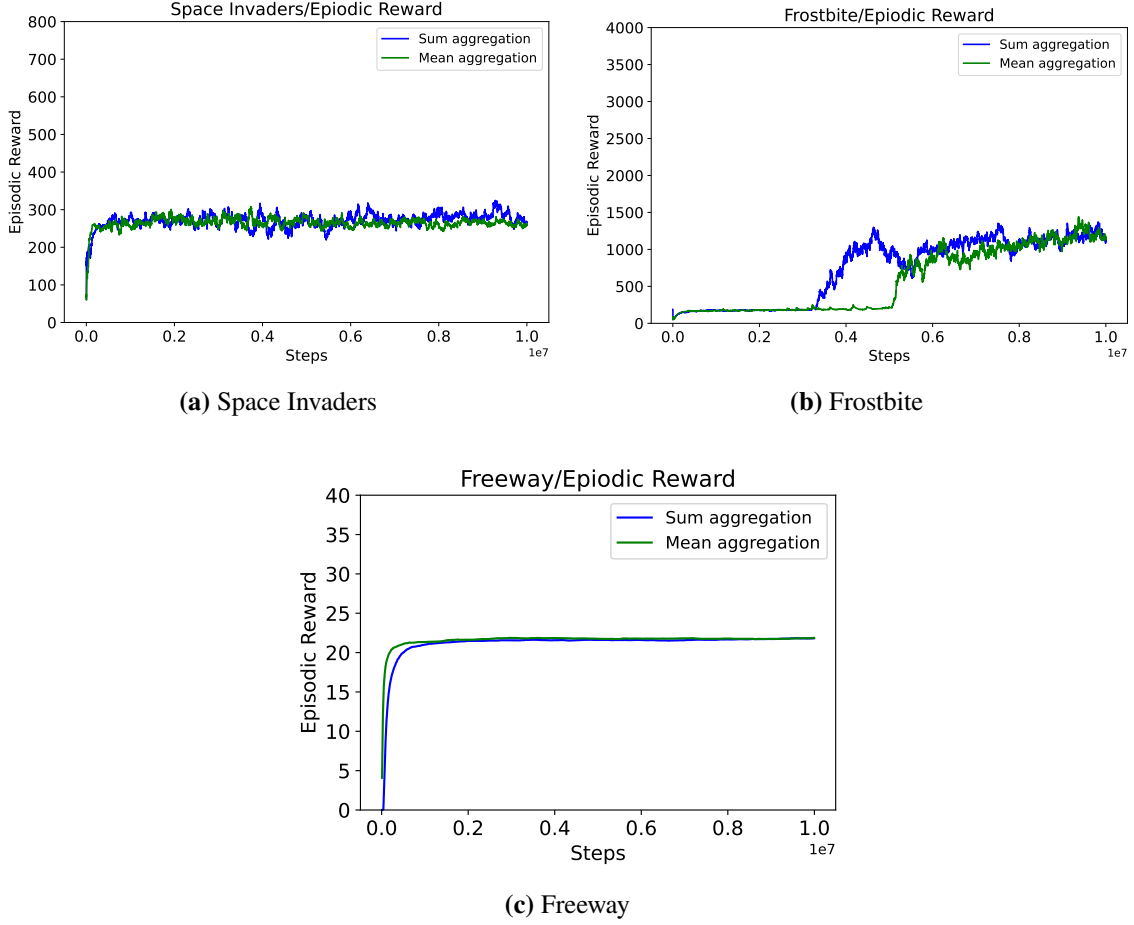 Space Invaders/Epiodic Reward
800
700
600
500
400
300
200
100
0
Episodic Reward
Sum aggregation
Mean aggregation
0.0 0.2 0.4 0.6 0.8 1.0
1e7
Steps
(a) Space Invaders
Frostbite/Epiodic Reward
4000
3500
3000
2500
2000
1500
1000
500
0
Episodic Reward
Sum aggregation
Mean aggregation
0.0 0.2 0.4 0.6 0.8 1.0
1e7
Steps
(b) Frostbite
Freeway/Epiodic Reward
40
35
30
25
20
15
10
5
0
Episodic Reward
Sum aggregation
Mean aggregation
0.0 0.2 0.4 0.6 0.8 1.0
1e7
Steps
(c) Freeway